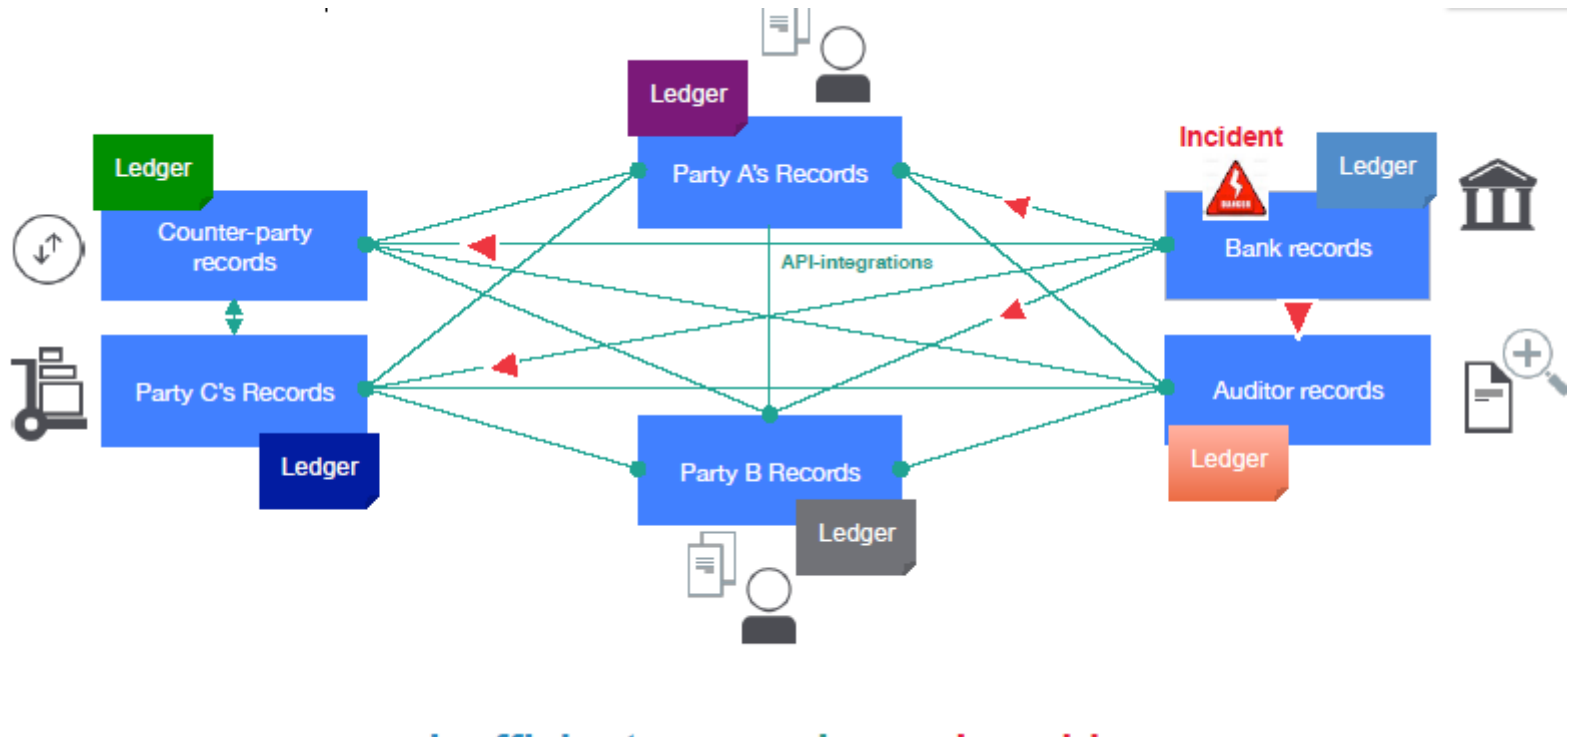 Ledger
Party A's Records
Incident
Ledger
DANGER
Bank records
Ledger
Counter-party
records
API-integrations
Party C's Records
Ledger
Auditor records
Ledger
Party B Records
Ledger